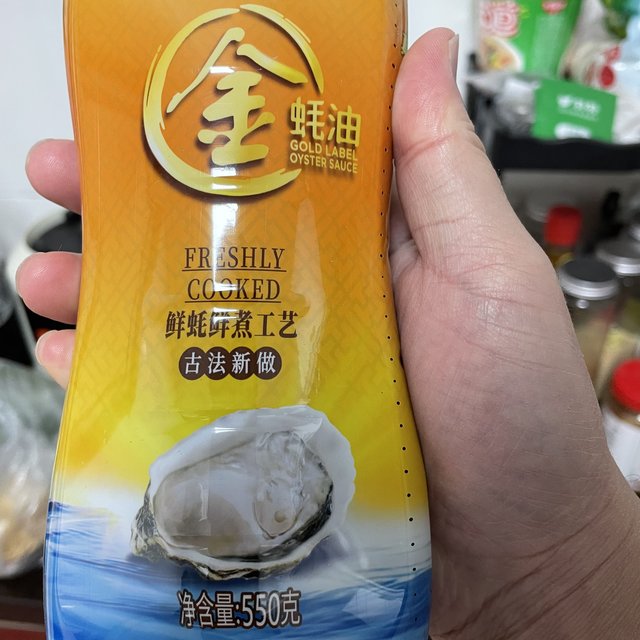 金
蚝油
GOLD LABEL
OYSTER SAUCE
FRESHLY
COOKED
鲜蚝鲜煮工艺
古法新做
净含量:550克